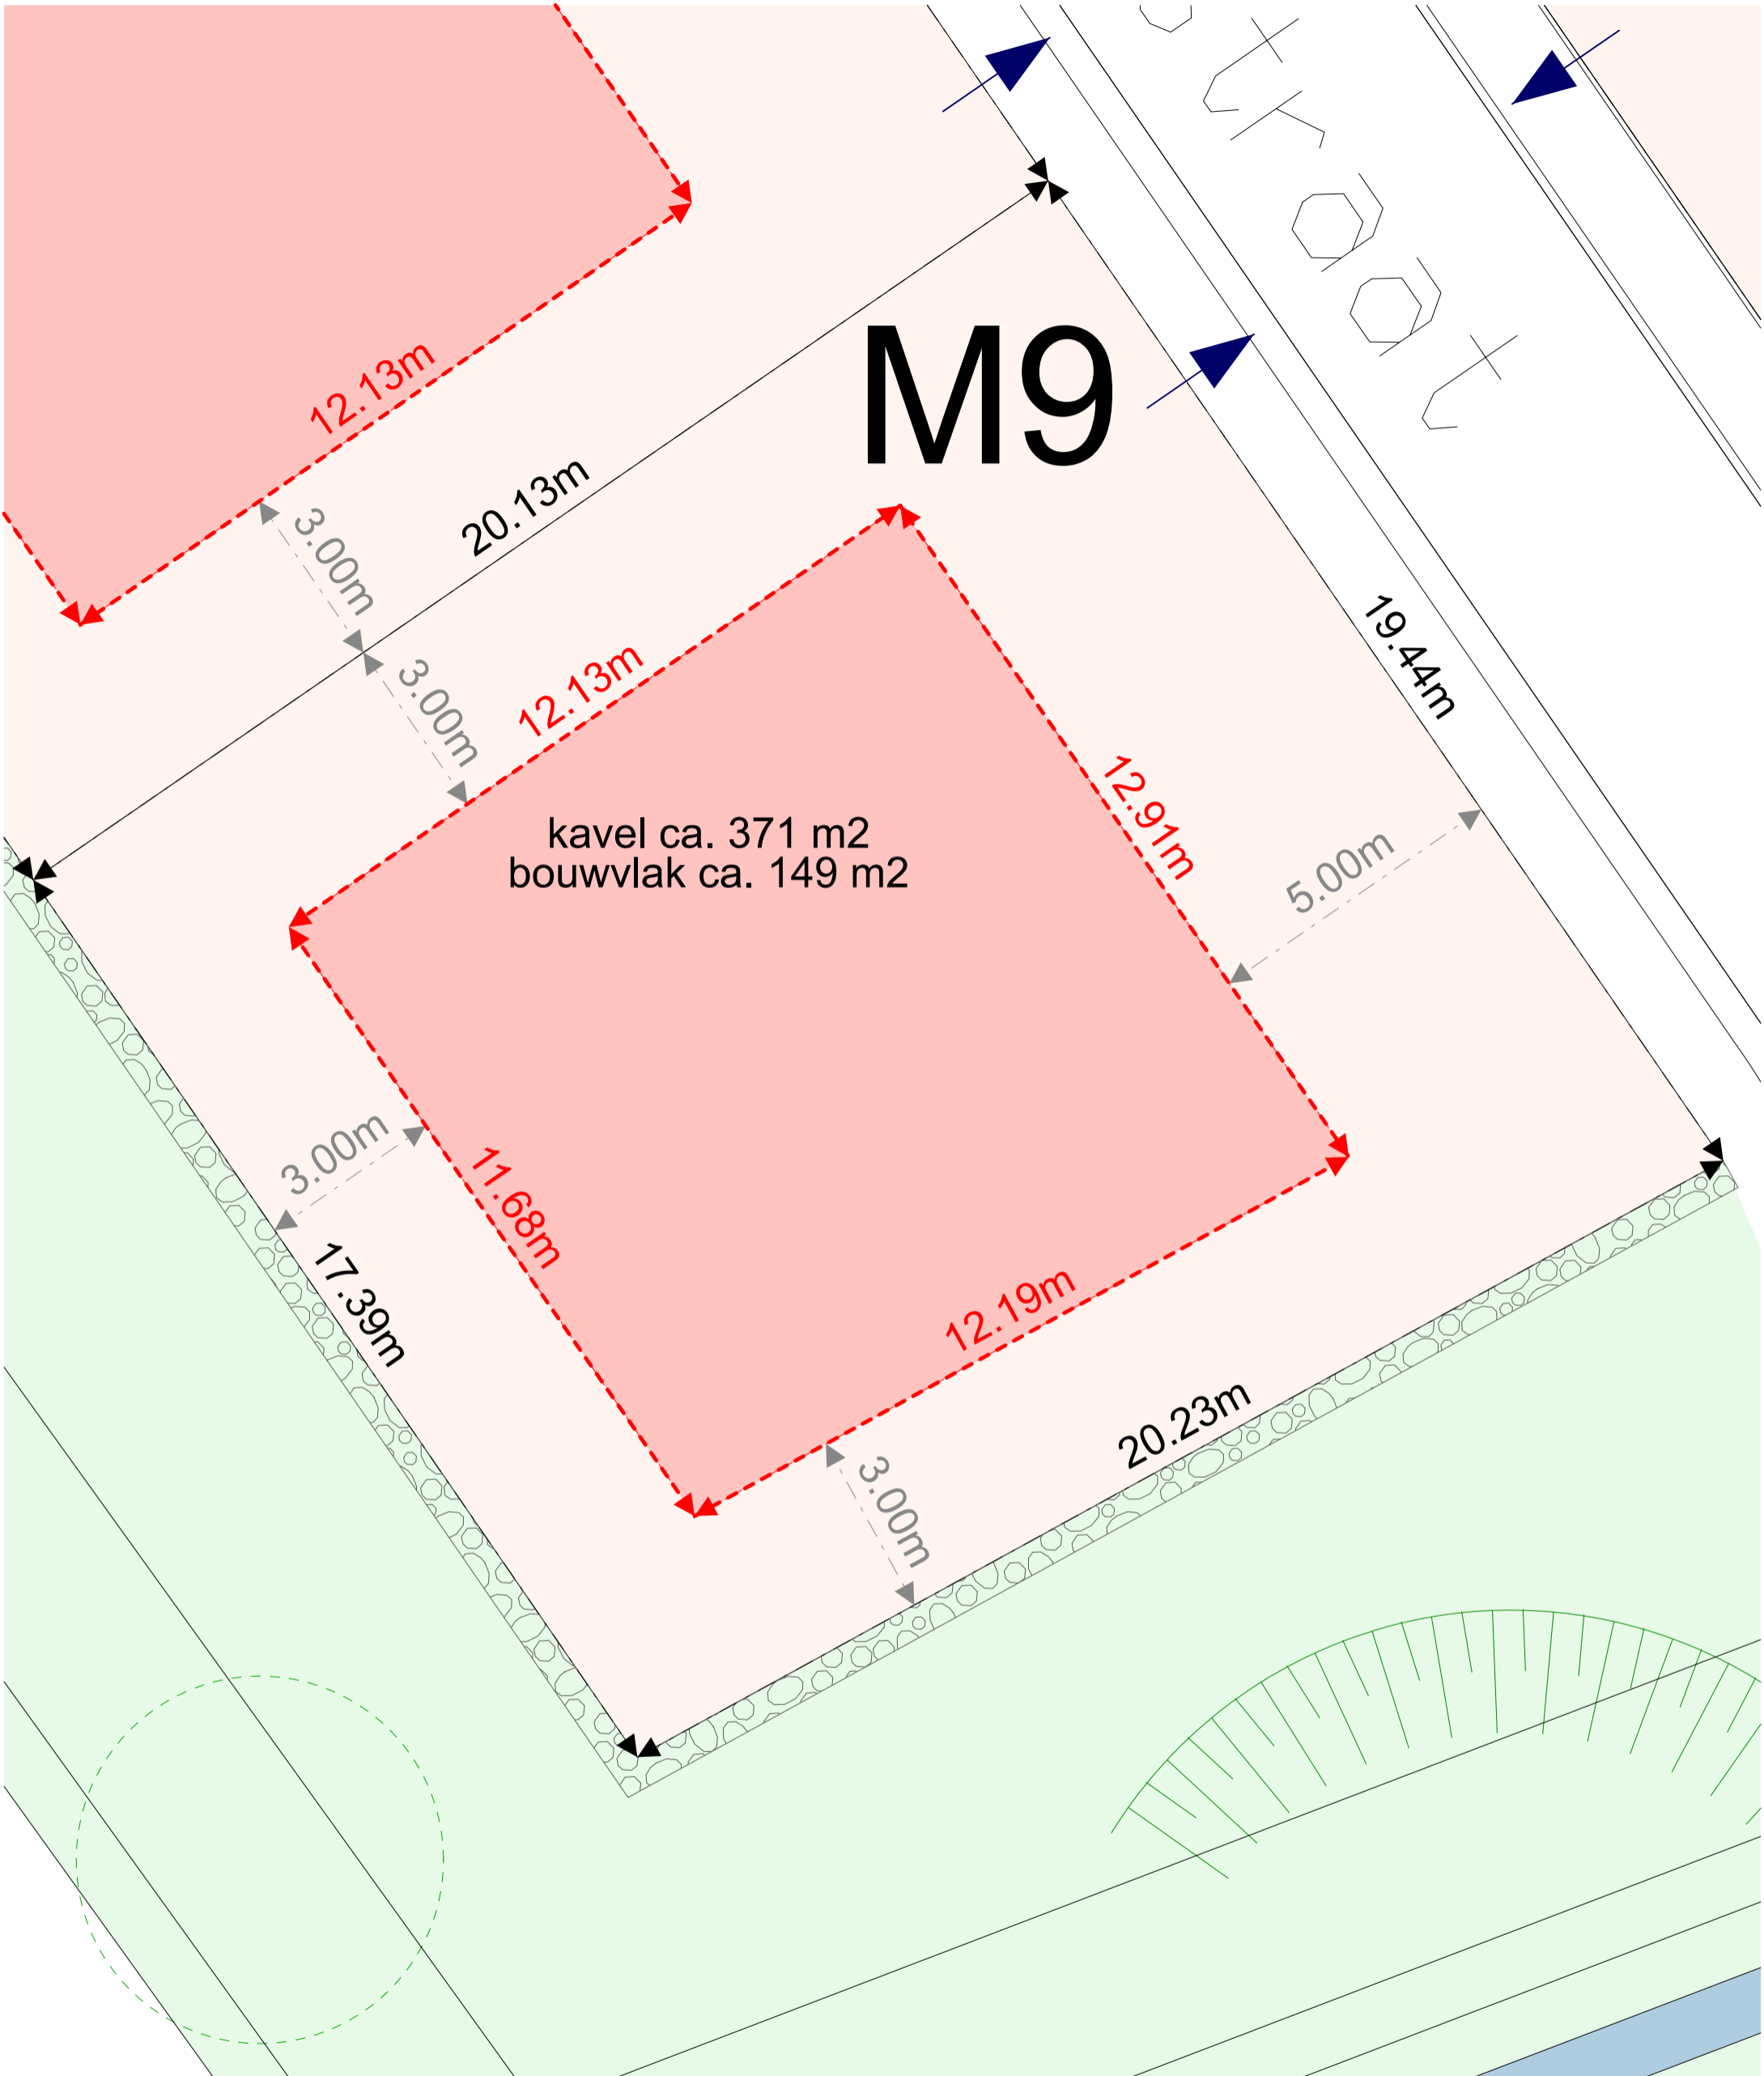 straat
M9
12.13m
20.13m
3.00m
3.00m
12.13m
19.44m
12.91m
kavel ca. 371 m2
bouwvlak ca. 149 m2
5.00m
3.00m
11.68m
17.39m
12.19m
20.23m
3.00m